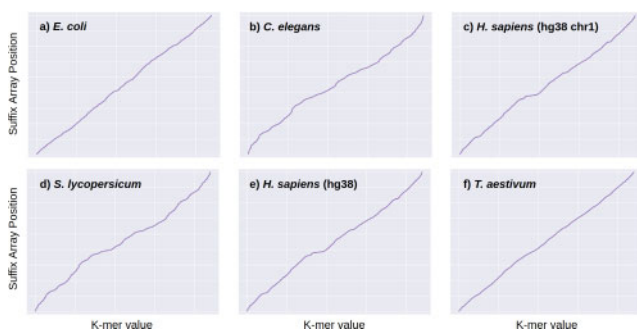 a) E. coli
b) C. elegans
c) H. sapiens (hg38 chr1)
Suffix Array Position
d) S. lycopersicum
e) H. sapiens (hg38)
f) T. aestivum
Suffix Array Position
K-mer value
K-mer value
K-mer value